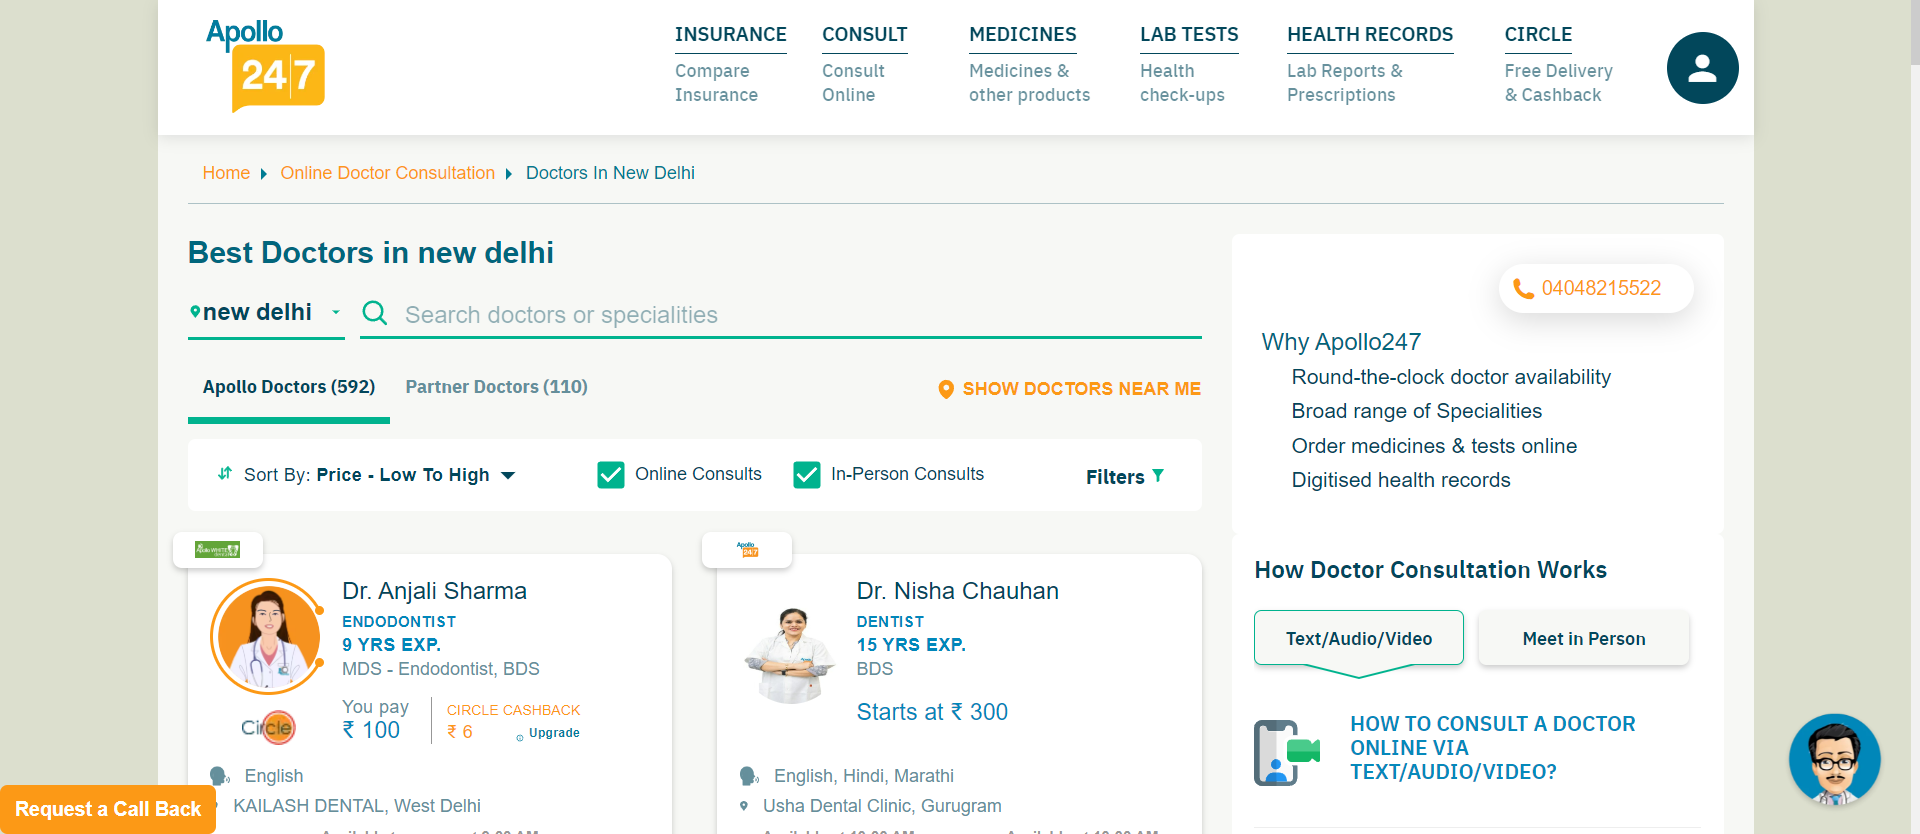 Apollo
24|7
INSURANCE
Compare
Insurance
CONSULT
Consult
Online
MEDICINES
Medicines &
other products
LAB TESTS
Health
check-ups
HEALTH RECORDS
Lab Reports &
Prescriptions
CIRCLE
Free Delivery
& Cashback
Home
Online Doctor Consultation
Doctors In New Delhi
Best Doctors in new delhi
new delhi
Search doctors or specialities
Apollo Doctors (592)
Partner Doctors (110)
SHOW DOCTORS NEAR ME
Sort By: Price - Low To High
Online Consults
In-Person Consults
Filters
Dr. Anjali Sharma
ENDODONTIST
9 YRS EXP.
MDS - Endodontist, BDS
Circle
You pay
₹ 100
CIRCLE CASHBACK
₹ 6
Upgrade
English
KAILASH DENTAL, West Delhi
Apollo
24|7
Dr. Nisha Chauhan
DENTIST
15 YRS EXP.
BDS
Starts at ₹ 300
English, Hindi, Marathi
Usha Dental Clinic, Gurugram
04048215522
Why Apollo247
Round-the-clock doctor availability
Broad range of Specialities
Order medicines & tests online
Digitised health records
How Doctor Consultation Works
Text/Audio/Video
Meet in Person
HOW TO CONSULT A DOCTOR
ONLINE VIA
TEXT/AUDIO/VIDEO?
Request a Call Back